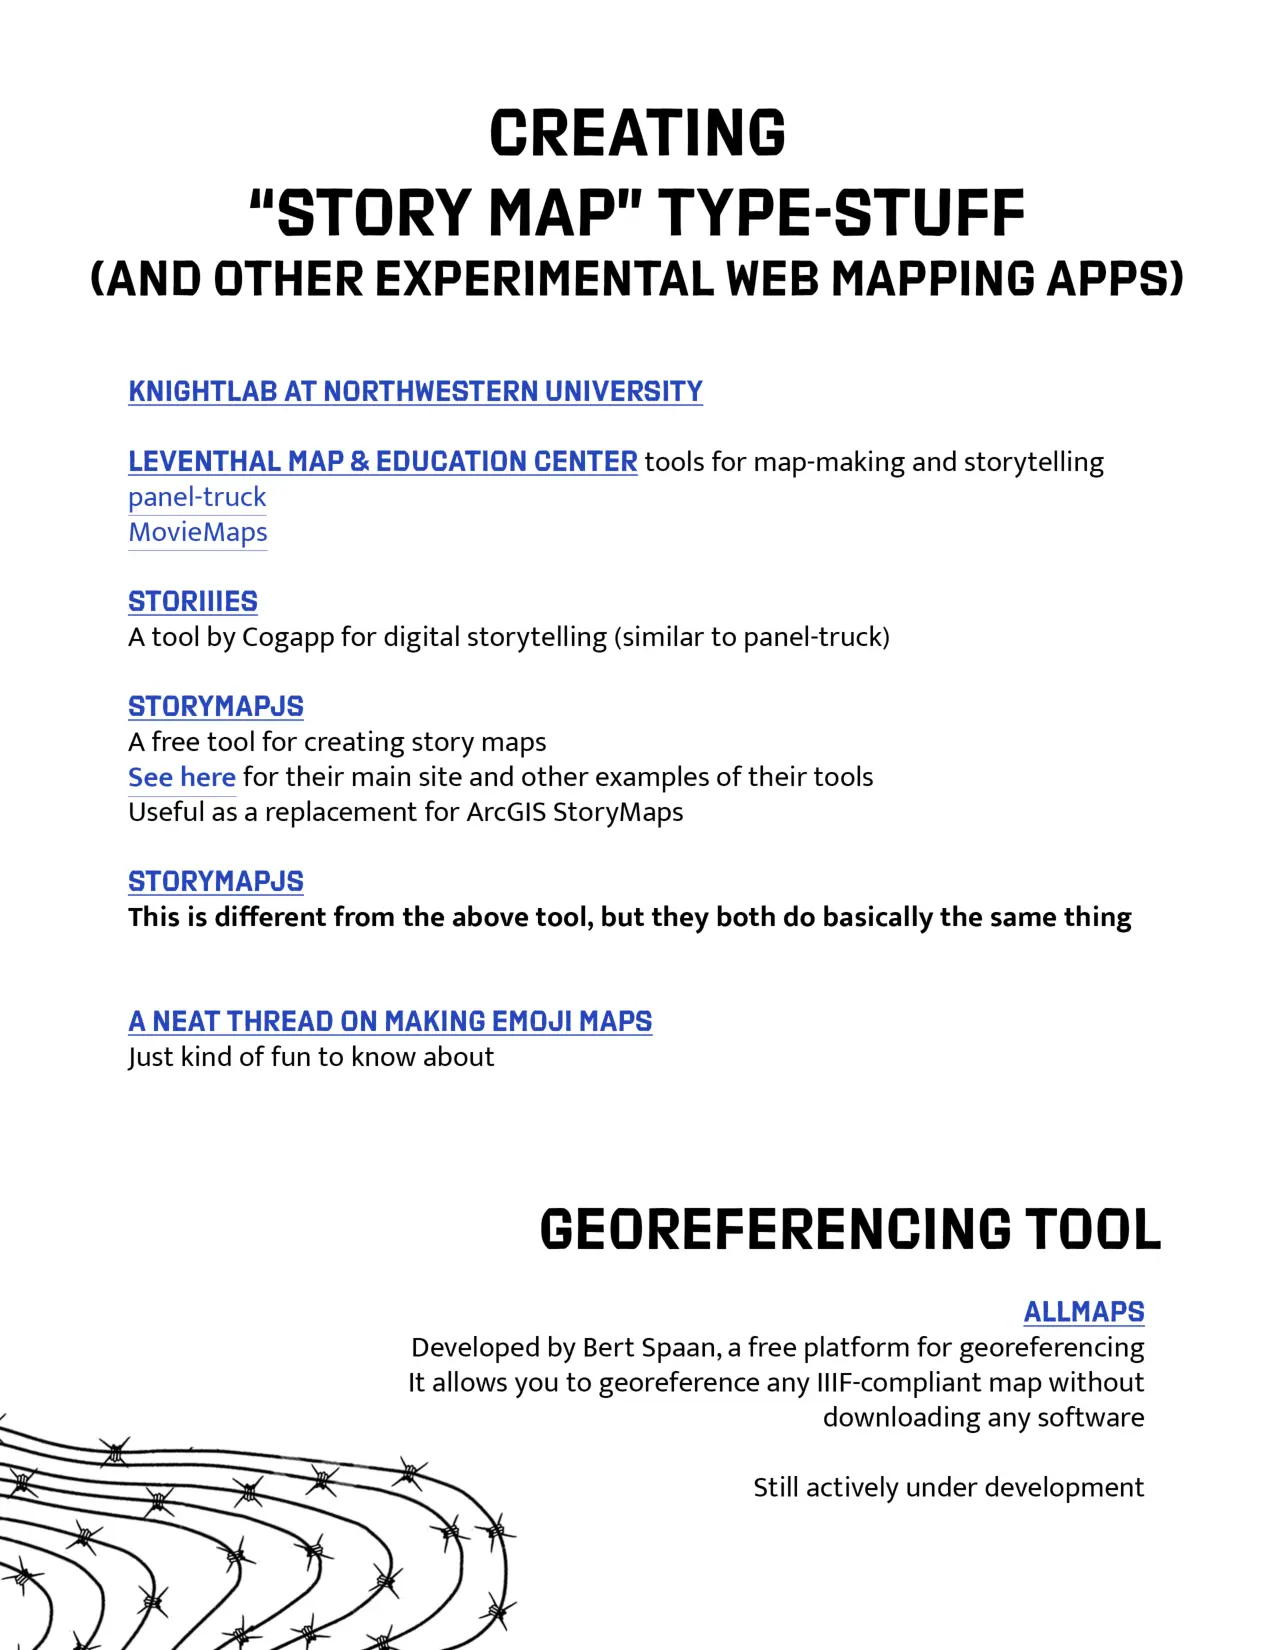 CREATING
“STORY MAP” TYPE-STUFF
(AND OTHER EXPERIMENTAL WEB MAPPING APPS)
KNIGHTLAB AT NORTHWESTERN UNIVERSITY
LEVENTHAL MAP & EDUCATION CENTER tools for map-making and storytelling
panel-truck
MovieMaps
STORIIIES
A tool by Cogapp for digital storytelling (similar to panel-truck)
STORYMAPJS
A free tool for creating story maps
See here for their main site and other examples of their tools
Useful as a replacement for ArcGIS StoryMaps
STORYMAPJS
This is different from the above tool, but they both do basically the same thing
A NEAT THREAD ON MAKING EMOJI MAPS
Just kind of fun to know about
GEOREFERENCING TOOL
ALLMAPS
Developed by Bert Spaan, a free platform for georeferencing
It allows you to georeference any IIIF-compliant map without
downloading any software
Still actively under development